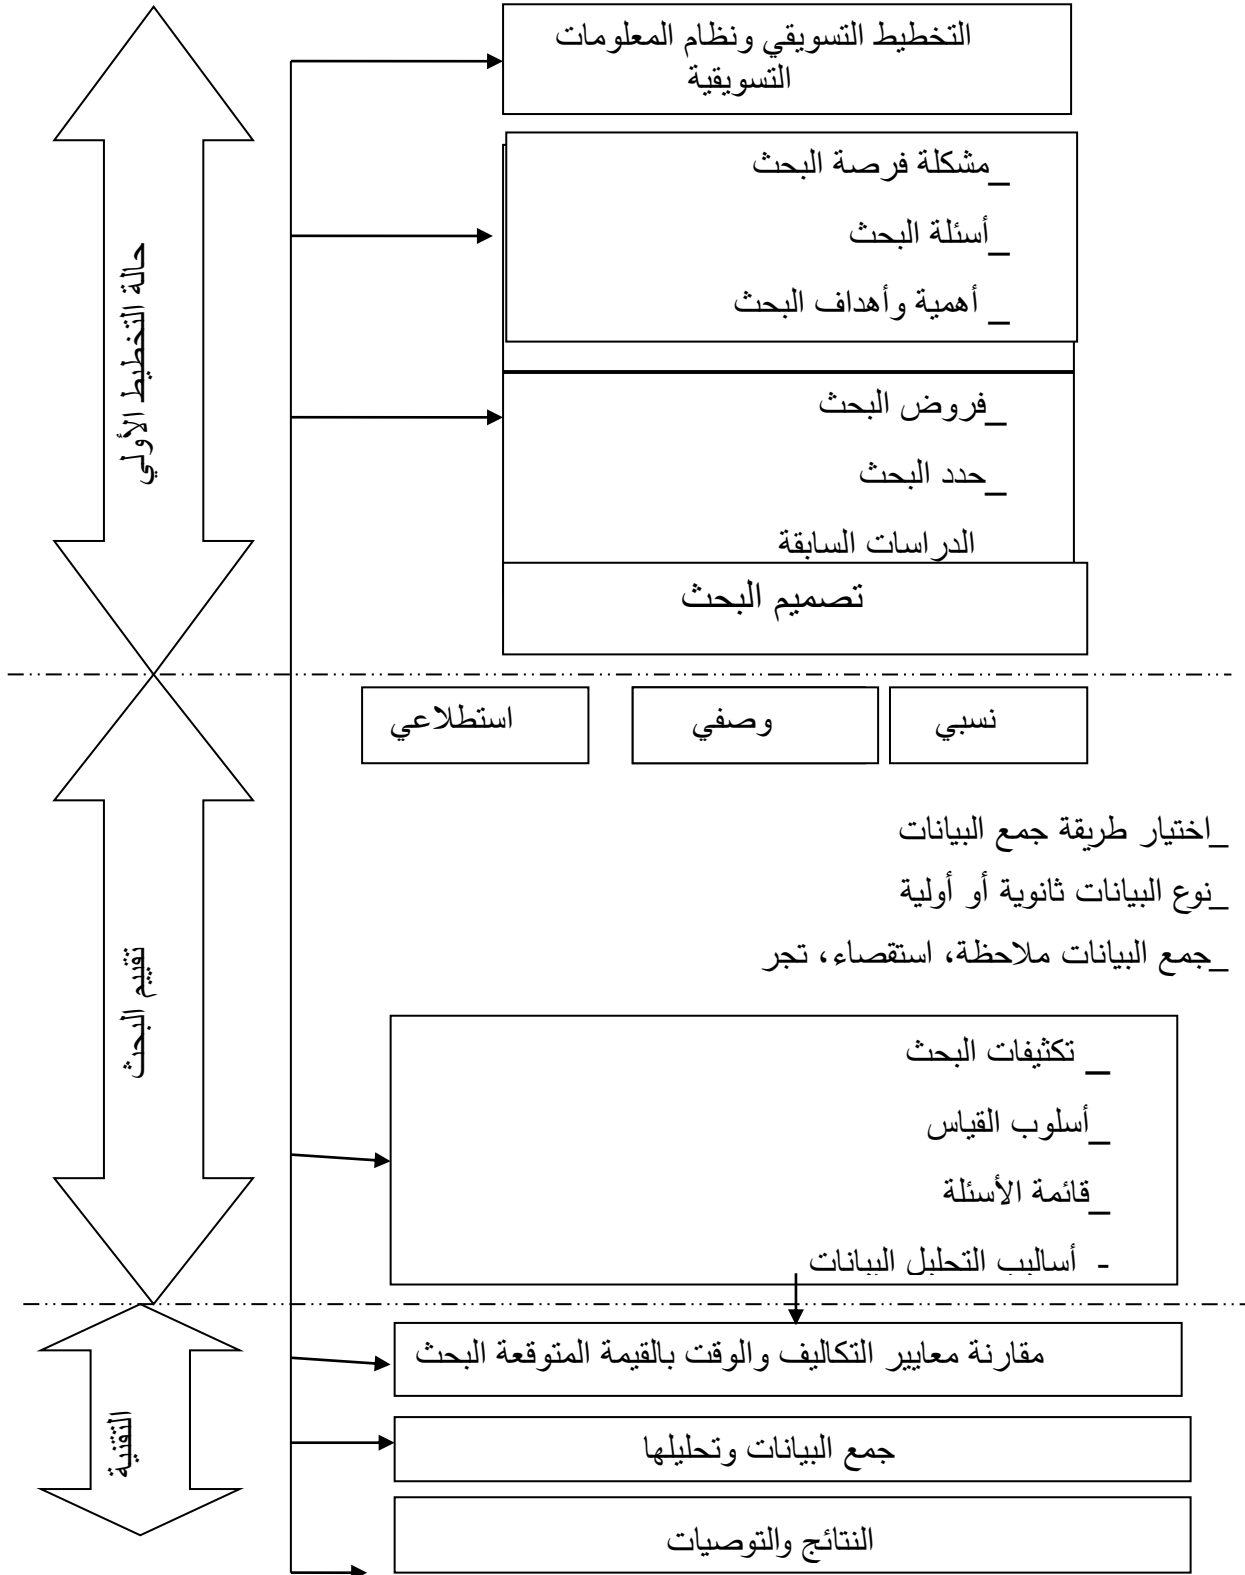 التخطيط التسويقي ونظام المعلومات
التسويقية
_مشكلة فرصة البحث
_أسئلة البحث
_ أهمية وأهداف البحث
_فروض البحث
_حدد البحث
الدراسات السابقة
تصميم البحث
حالة التخطيط الأولي
نسبي
وصفي
استطلاعي
_اختيار طريقة جمع البيانات
_نوع البيانات ثانوية أو أولية
_جمع البيانات ملاحظة، استقصاء، تجر
تقييم البحث
_ تكثيفات البحث
_أسلوب القياس
_قائمة الأسئلة
- أساليب التحليل البيانات
مقارنة معايير التكاليف والوقت بالقيمة المتوقعة البحث
جمع البيانات وتحليلها
التقنية
النتائج والتوصيات